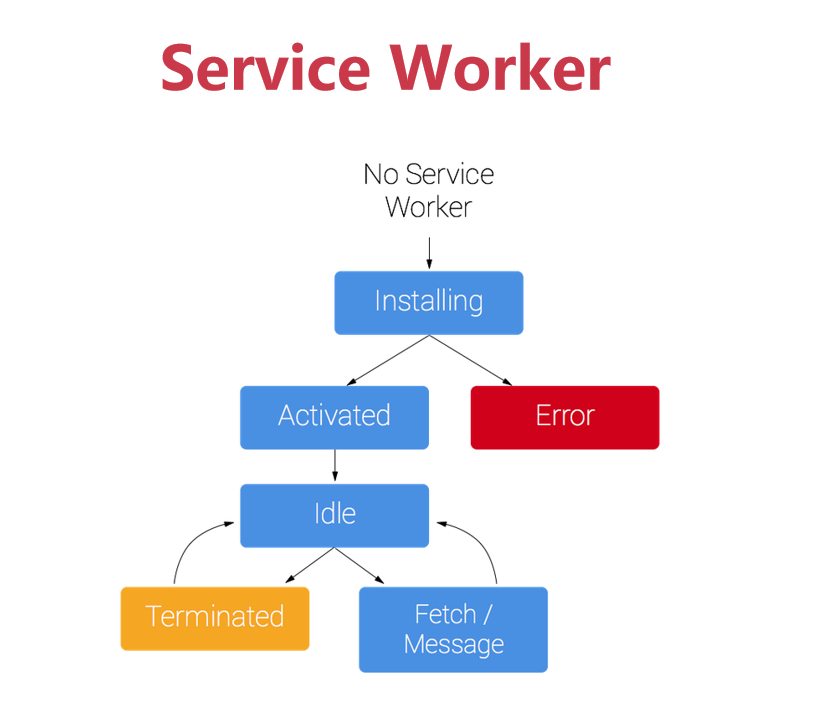 Service Worker
No Service
Worker
Installing
Activated
Error
Idle
Terminated
Fetch /
Message